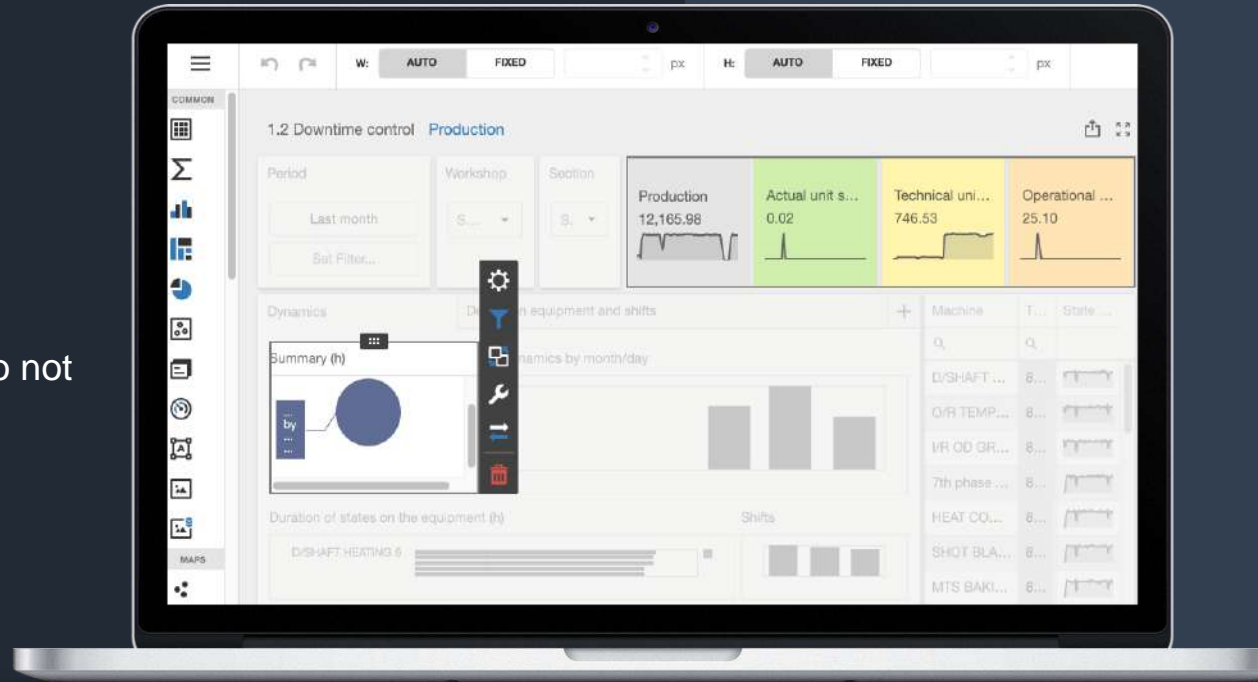 o not
W: AUTO FIXED px H: AUTO FIXED px
COMMON
1.2 Downtime control Production
Period Workshop Section
Production Actual unit s... Technical uni... Operational ...
12,165.98 0.02 746.53 25.10
Last month S... S.
Set Filter...
Dynamics equipment and shifts Machine T... State ...
Summary (h) namics by month/day
D/SHAFT ... 8...
by
O/R TEMP... 8...
I/R OD GR... 8...
7th phase ... 8...
Duration of states on the equipment (h) Shifts HEAT CO... 8...
D/SHAFT HEATING 6 SHOT BLA... 8...
MAPS
MTS BAKI... 8...